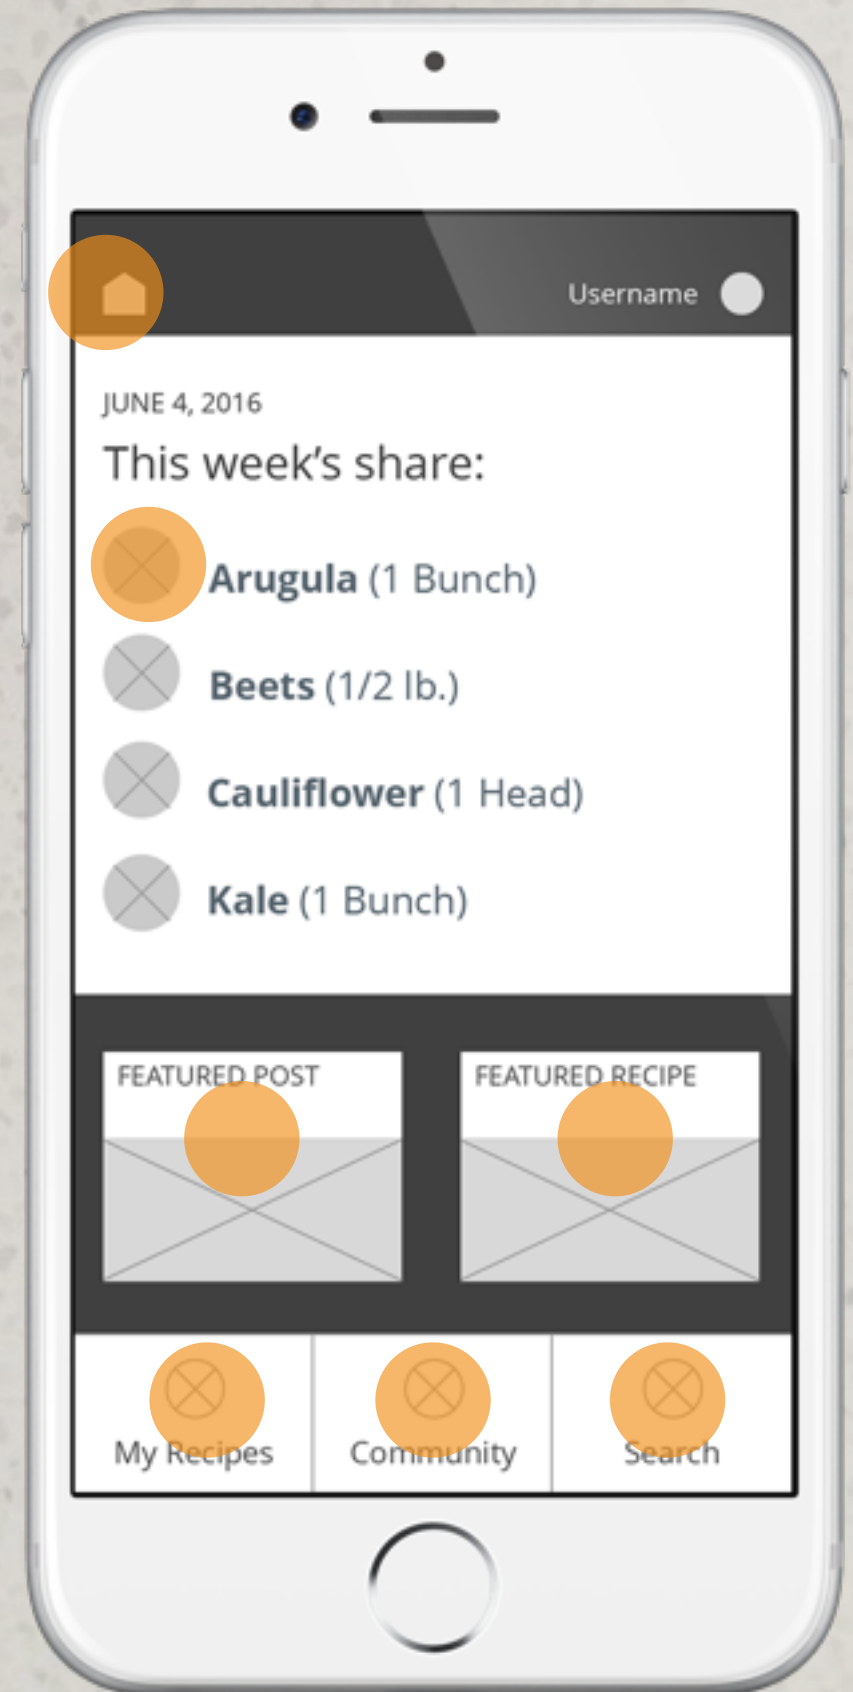 Username
JUNE 4, 2016
This week's share:
Arugula (1 Bunch)
Beets (1/2 lb.)
Cauliflower (1 Head)
Kale (1 Bunch)
FEATURED POST
FEATURED RECIPE
My Recipes
Community
Search